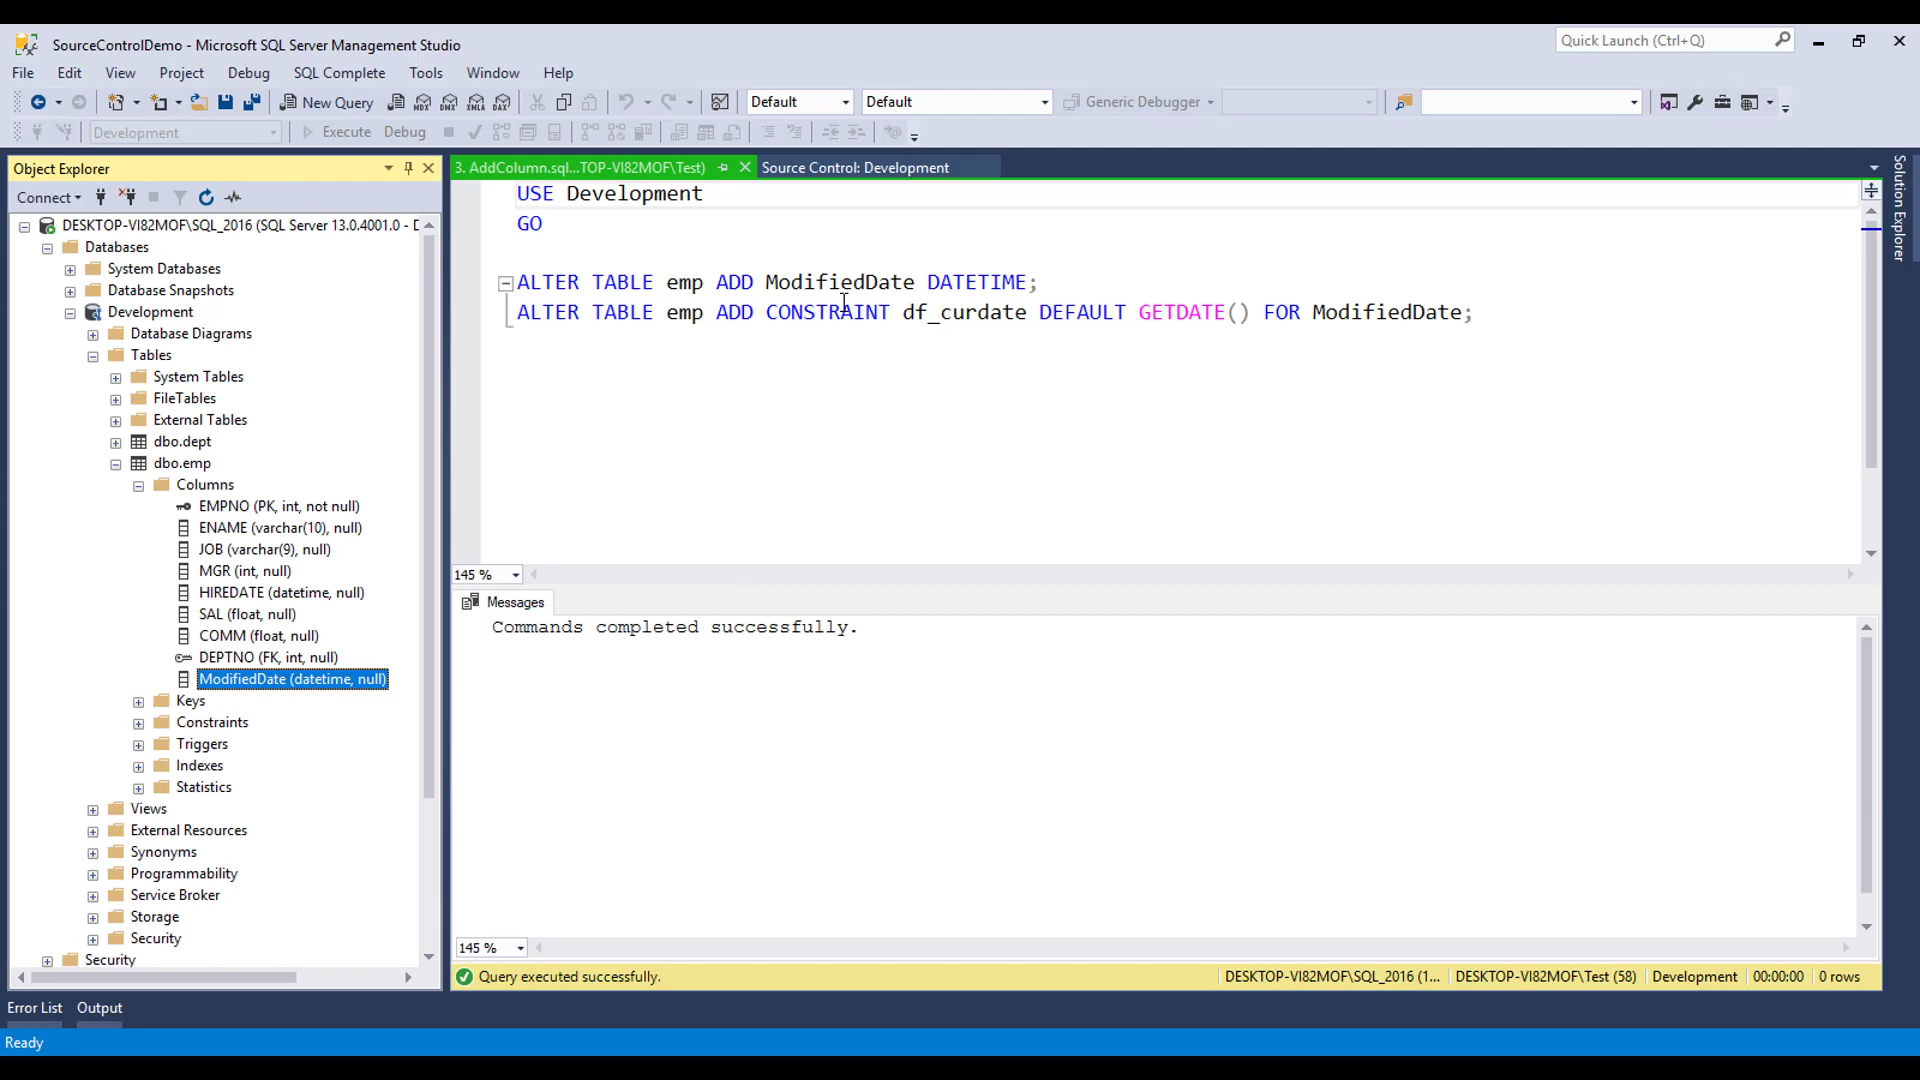 SourceControlDemo - Microsoft SQL Server Management Studio
Quick Launch (Ctrl+Q)
File Edit View Project Debug SQL Complete Tools Window Help
New Query MDX DMX XMLA DAX Default Default Generic Debugger
Development Execute Debug
Object Explorer
Connect
DESKTOP-VI82MOF\SQL_2016 (SQL Server 13.0.4001.0 - D
Databases
System Databases
Database Snapshots
Development
Database Diagrams
Tables
System Tables
FileTables
External Tables
dbo.dept
dbo.emp
Columns
EMPNO (PK, int, not null)
ENAME (varchar(10), null)
JOB (varchar(9), null)
MGR (int, null)
HIREDATE (datetime, null)
SAL (float, null)
COMM (float, null)
DEPTNO (FK, int, null)
ModifiedDate (datetime, null)
Keys
Constraints
Triggers
Indexes
Statistics
Views
External Resources
Synonyms
Programmability
Service Broker
Storage
Security
Security
3. AddColumn.sql...TOP-VI82MOF\Test) Source Control: Development
USE Development
GO
ALTER TABLE emp ADD ModifiedDate DATETIME;
ALTER TABLE emp ADD CONSTRAINT df_curdate DEFAULT GETDATE() FOR ModifiedDate;
145 %
Messages
Commands completed successfully.
145 %
Query executed successfully. DESKTOP-VI82MOF\SQL_2016 (1... DESKTOP-VI82MOF\Test (58) Development 00:00:00 0 rows
Solution Explorer
Error List Output
Ready